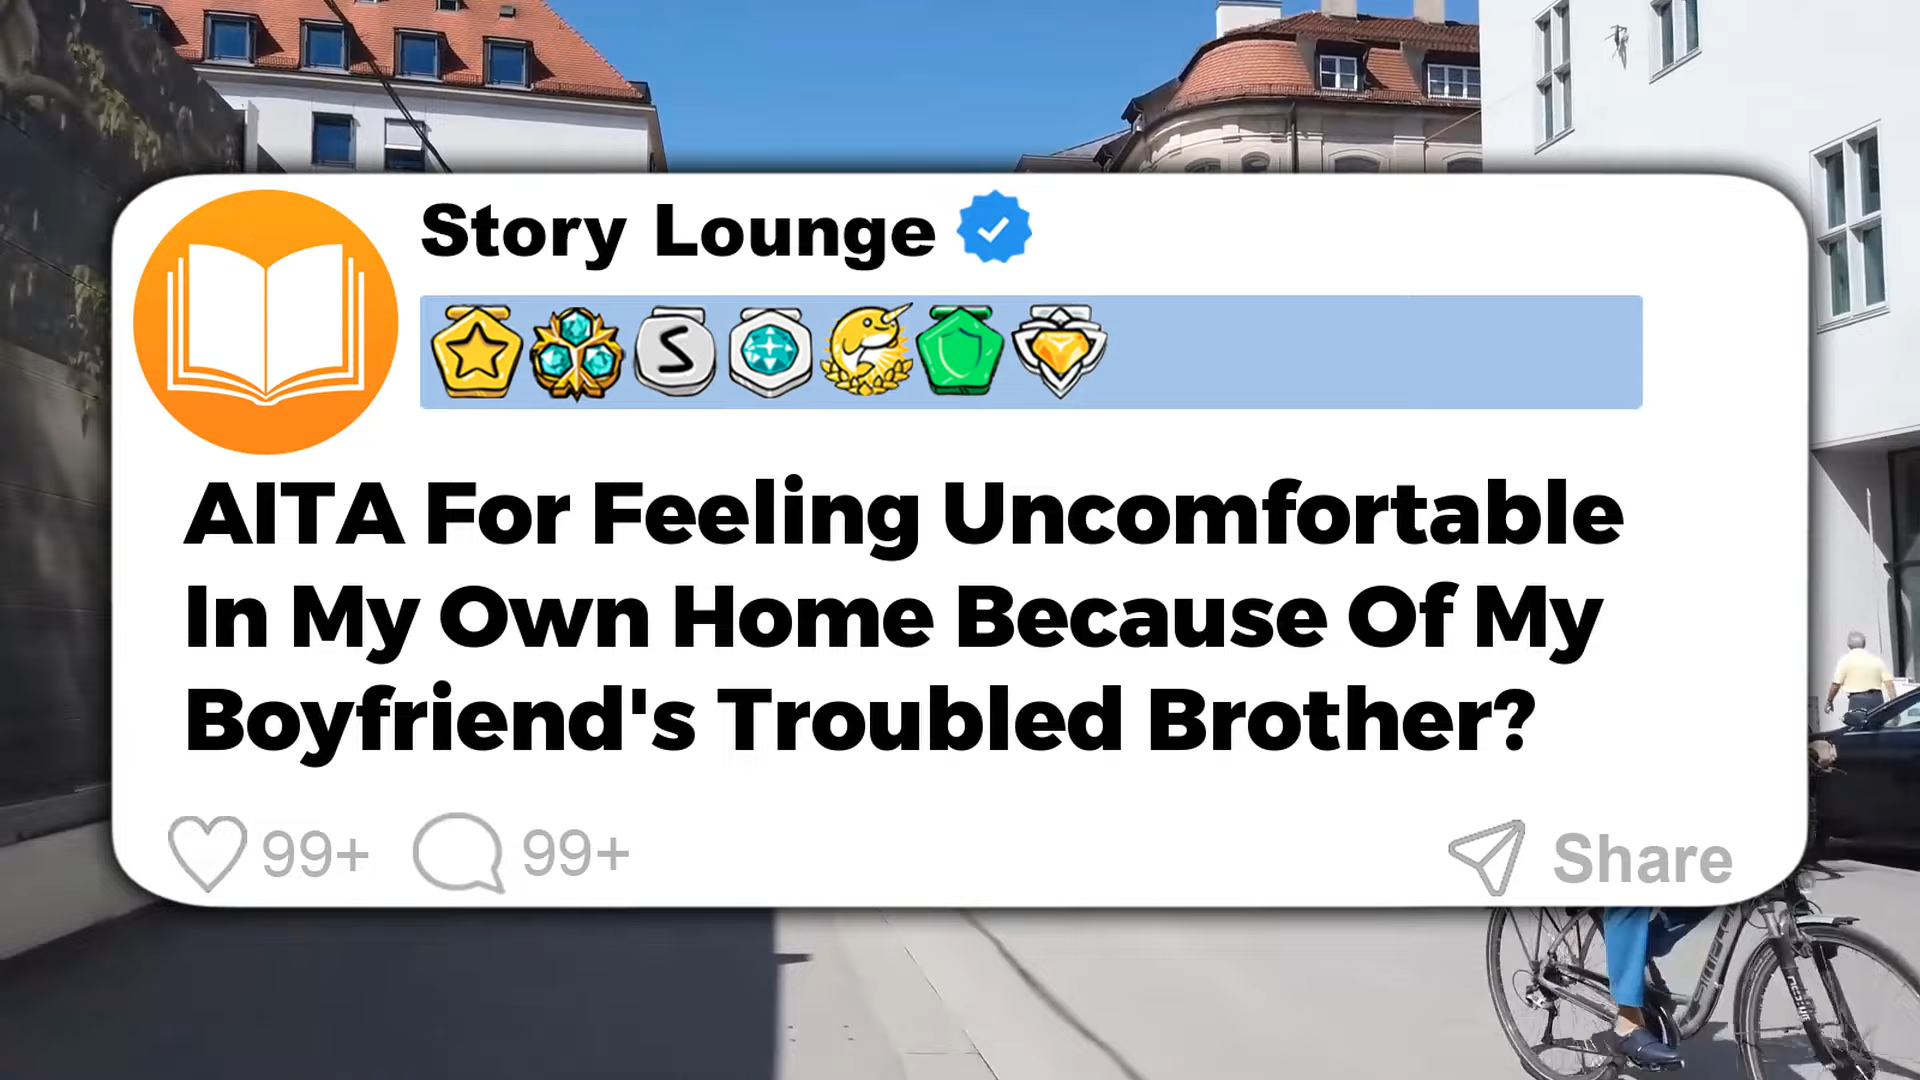 Story Lounge
S
AITA For Feeling Uncomfortable
In My Own Home Because Of My
Boyfriend's Troubled Brother?
99+ 99+ Share